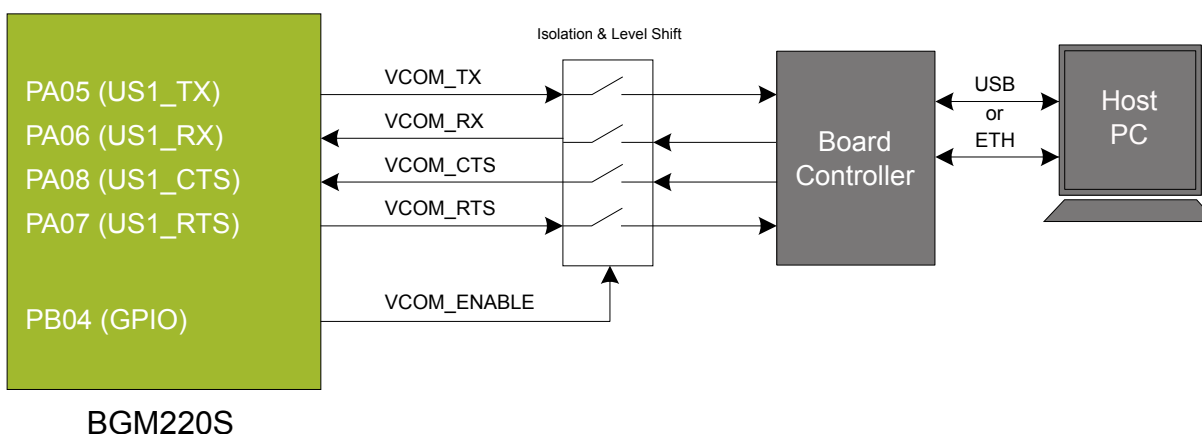 Isolation & Level Shift
PA05 (US1_TX)
VCOM_TX
PA06 (US1_RX)
VCOM_RX
PA08 (US1_CTS)
VCOM_CTS
PA07 (US1_RTS)
VCOM_RTS
PB04 (GPIO)
VCOM_ENABLE
Board
Controller
USB
or
ETH
Host
PC
BGM220S